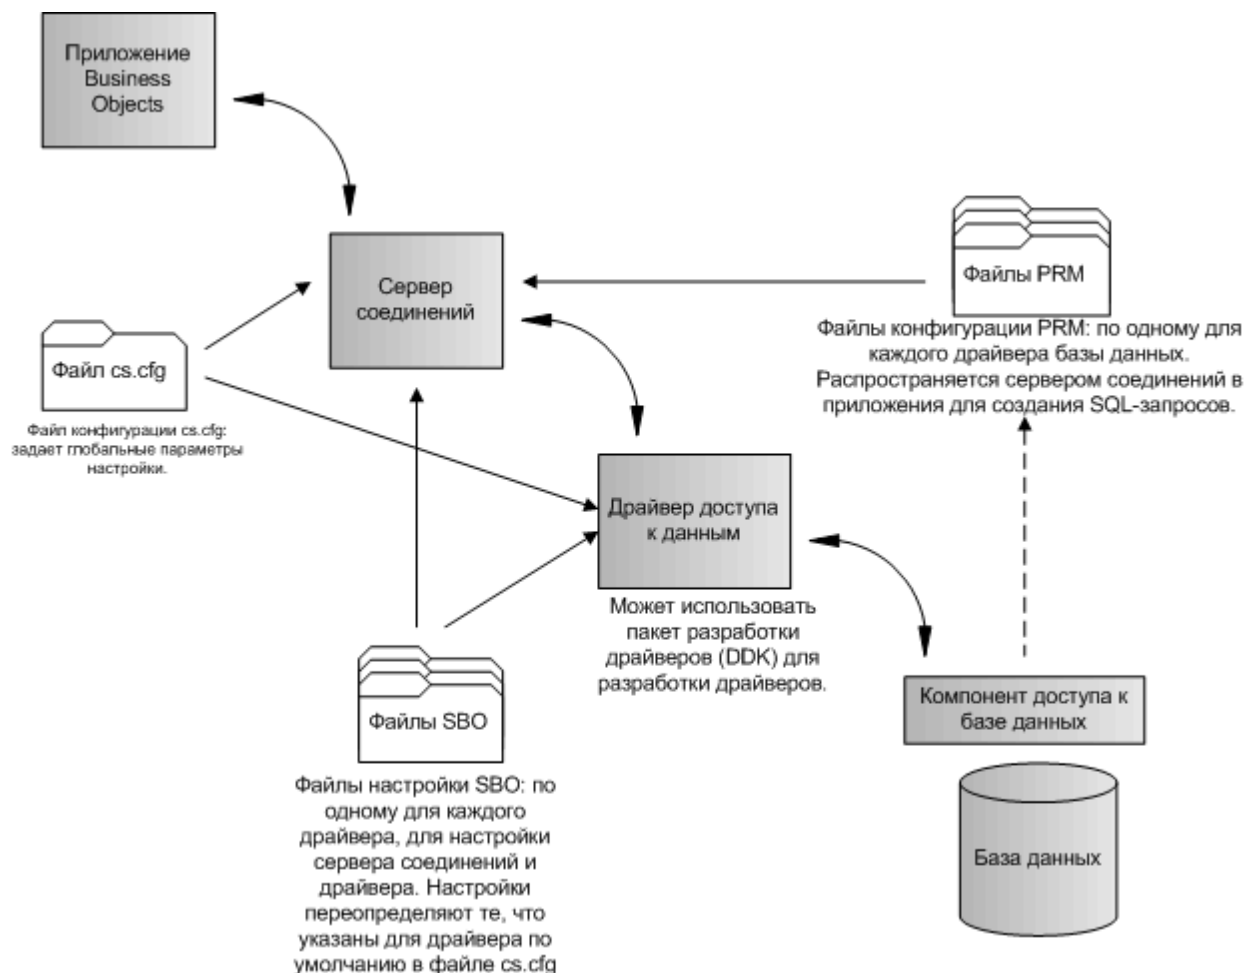 Приложение
Business
Objects
Сервер
соединений
Файлы PRM
Файлы конфигурации PRM: по одному для
каждого драйвера базы данных.
Распространяется сервером соединений в
приложения для создания SQL-запросов.
Файл cs.cfg
Файл конфигурации cs.cfg:
задает глобальные параметры
настройки.
Драйвер доступа
к данным
Может использовать
пакет разработки
драйверов (DDK) для
разработки драйверов.
Файлы SBO
Файлы настройки SBO: по
одному для каждого
драйвера, для настройки
сервера соединений и
драйвера. Настройки
переопределяют те, что
указаны для драйвера по
умолчанию в файле cs.cfg
Компонент доступа к
базе данных
База данных